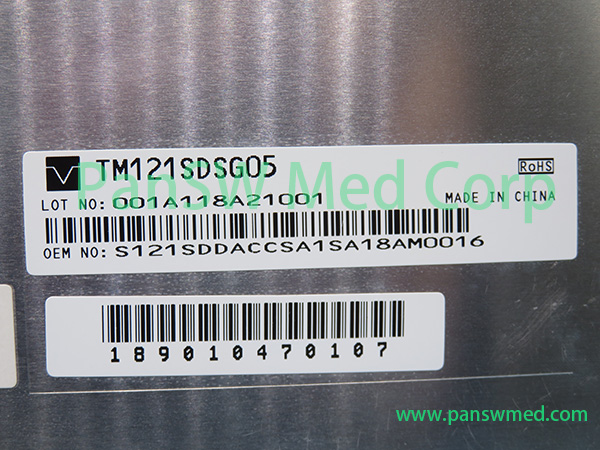 TM121SDSG05
RoHS
PanSW Med Corp
LOT NO: 001A118A21001
MADE IN CHINA
OEM NO: S121SDDACCSA1SA18AM0016
189010470107
www.panswmed.com